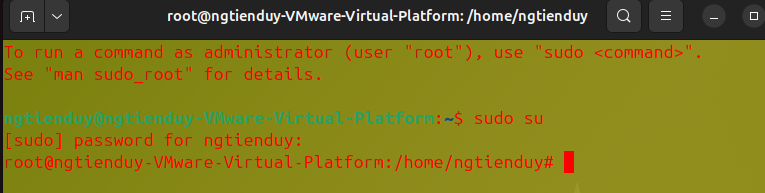 root@ngtienduy-VMware-Virtual-Platform: /home/ngtienduy
To run a command as administrator (user "root"), use "sudo <command>".
See "man sudo_root" for details.
ngtienduy@ngtienduy-VMware-Virtual-Platform:~$ sudo su
[sudo] password for ngtienduy:
root@ngtienduy-VMware-Virtual-Platform:/home/ngtienduy#